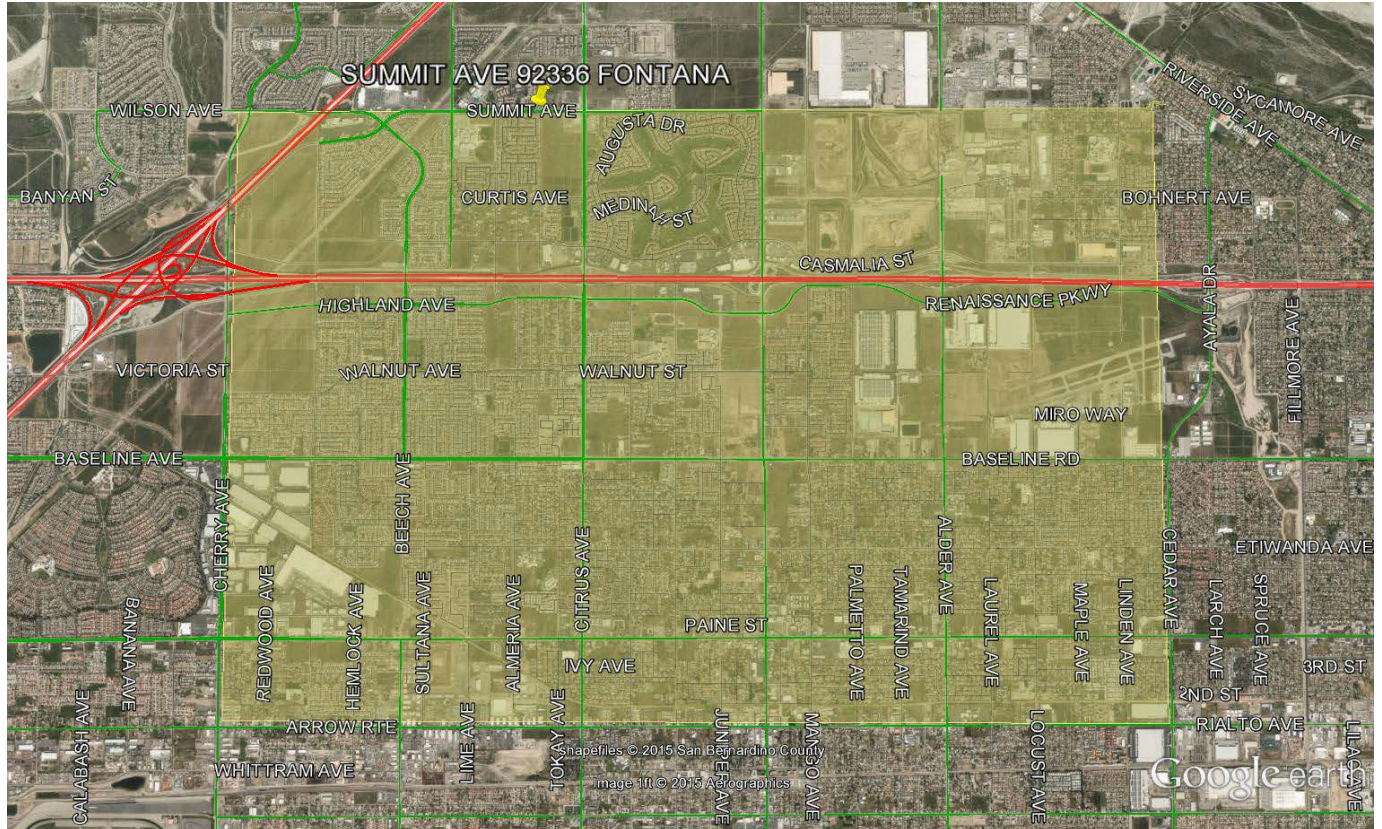 SUMMIT AVE 92336 FONTANA
WILSON AVE
SUMMIT AVE
RIVERSIDE AVE
SYCAMORE AVE
AUGUSTA DR
BANYAN ST
CURTIS AVE
MEDINAH ST
BOHNERT AVE
CASMALIA ST
HIGHLAND AVE
RENAISSANCE PKWY
AYALA DR
FILLMORE AVE
VICTORIA ST
WALNUT AVE
WALNUT ST
MIRO WAY
BASELINE AVE
BASELINE RD
CHERRY AVE
BEECH AVE
CITRUS AVE
ALDER AVE
CEDAR AVE
ETIWANDA AVE
BANANA AVE
REDWOOD AVE
HEMLOCK AVE
SULTANA AVE
ALMERIA AVE
PAINE ST
PALMETTO AVE
TAMARIND AVE
LAUREL AVE
MAPLE AVE
LINDEN AVE
LARCH AVE
SPRUCE AVE
IVY AVE
3RD ST
2ND ST
CALABASH AVE
ARROW RTE
LIME AVE
TOKAY AVE
JUNIPER AVE
MANGO AVE
LOCUST AVE
RIALTO AVE
LILAC AVE
WHITTRAM AVE
shapefiles © 2015 San Bernardino County
Image 1ft © 2015 Aerographics
Google earth